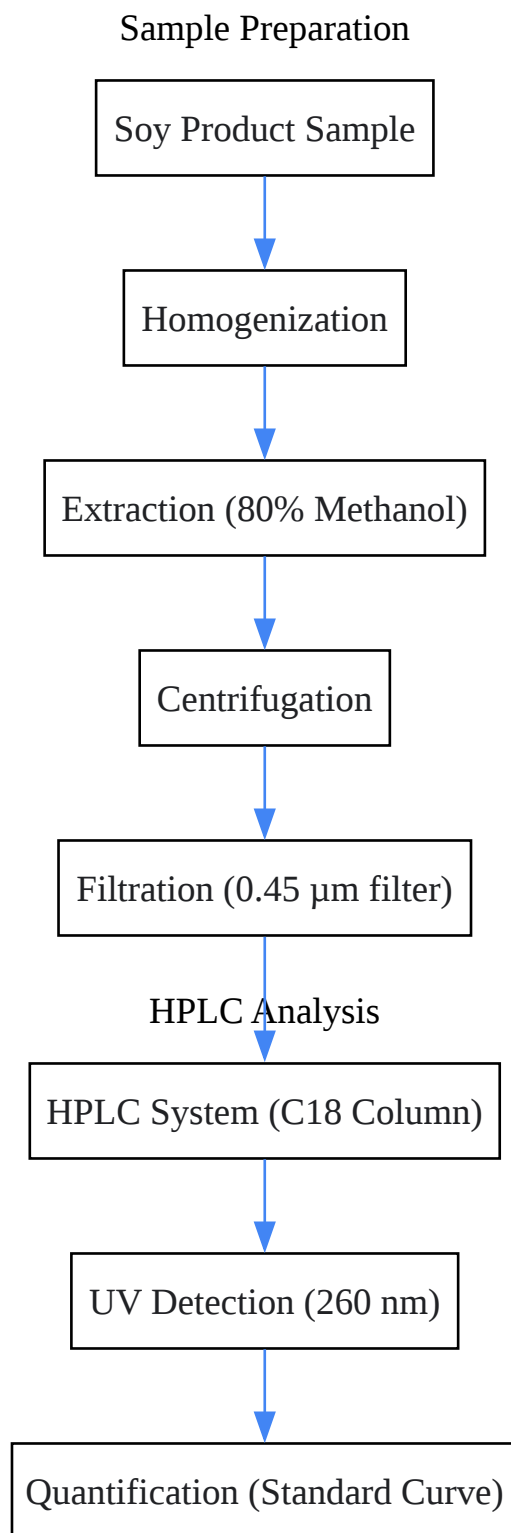 Sample Preparation
Soy Product Sample
Homogenization
Extraction (80% Methanol)
Centrifugation
Filtration (0.45 µm filter)
HPLC Analysis
HPLC System (C18 Column)
UV Detection (260 nm)
Quantification (Standard Curve)